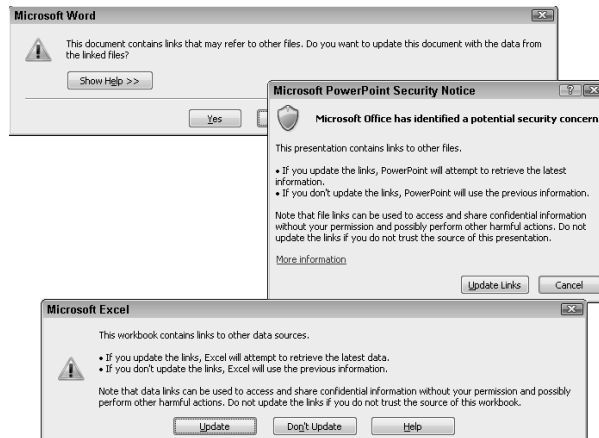 Microsoft Word
This document contains links that may refer to other files. Do you want to update this document with the data from
the linked files?
Show Help >>
Yes
Microsoft PowerPoint Security Notice
Microsoft Office has identified a potential security concern.
This presentation contains links to other files.
• If you update the links, PowerPoint will attempt to retrieve the latest
information.
• If you don't update the links, PowerPoint will use the previous information.
Note that file links can be used to access and share confidential information
without your permission and possibly perform other harmful actions. Do not
update the links if you do not trust the source of this presentation.
More information
Update Links Cancel
Microsoft Excel
This workbook contains links to other data sources.
• If you update the links, Excel will attempt to retrieve the latest data.
• If you don't update the links, Excel will use the previous information.
Note that data links can be used to access and share confidential information without your permission and possibly
perform other harmful actions. Do not update the links if you do not trust the source of this workbook.
Update Don't Update Help